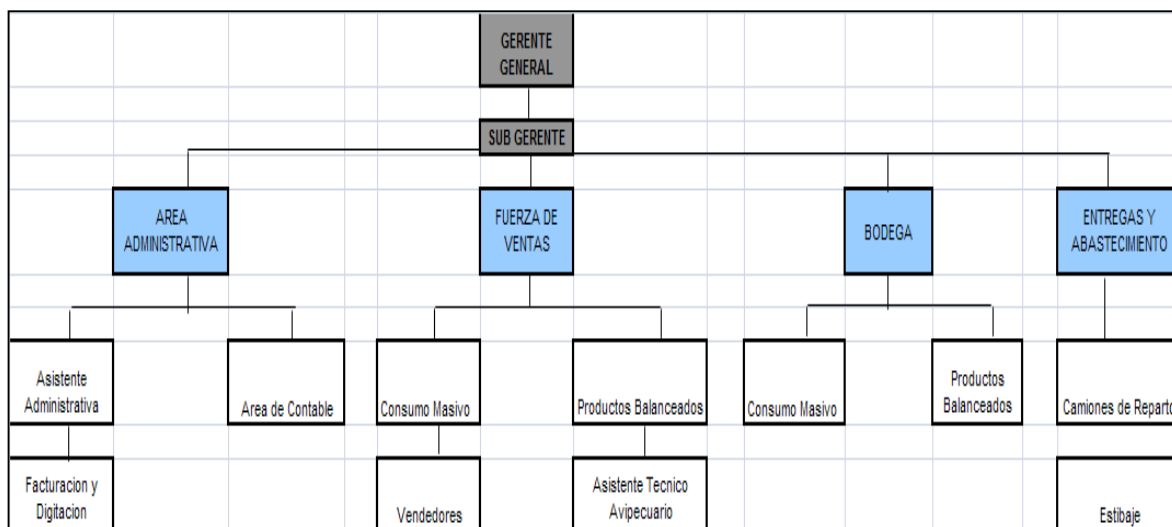 GERENTE
GENERAL
SUB GERENTE
AREA
ADMINISTRATIVA
FUERZA DE
VENTAS
BODEGA
ENTREGAS Y
ABASTECIMIENTO
Asistente
Administrativa
Area de Contable
Consumo Masivo
Productos Balanceados
Consumo Masivo
Productos
Balanceados
Camiones de Reparto
Facturacion y
Digitacion
Vendedores
Asistente Tecnico
Avipecuario
Estibaje